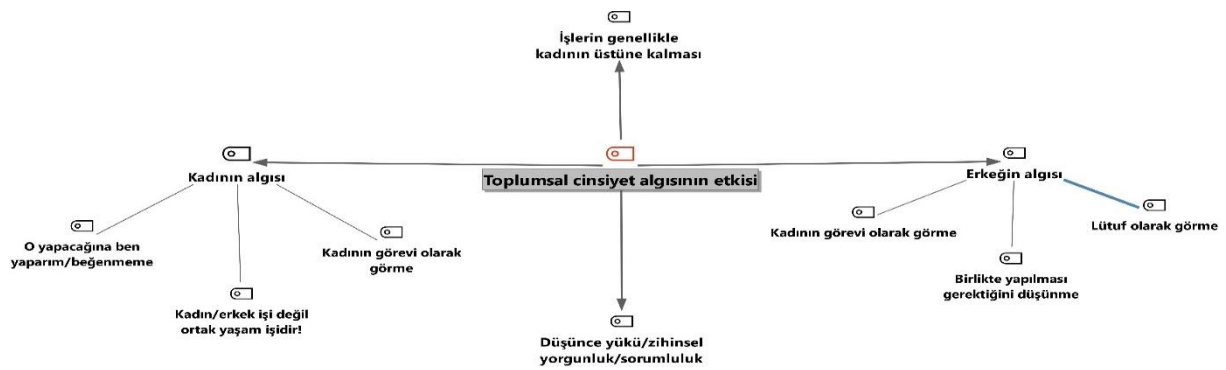 İşlerin genellikle
kadının üstüne kalması
Kadının algısı
Toplumsal cinsiyet algısının etkisi
Erkeğin algısı
O yapacağına ben
yaparım/beğenmeme
Kadının görevi olarak
görme
Kadın/erkek işi değil
ortak yaşam işidir!
Kadının görevi olarak görme
Lütuf olarak görme
Birlikte yapılması
gerektiğini düşünme
Düşünce yükü/zihinsel
yorgunluk/sorumluluk